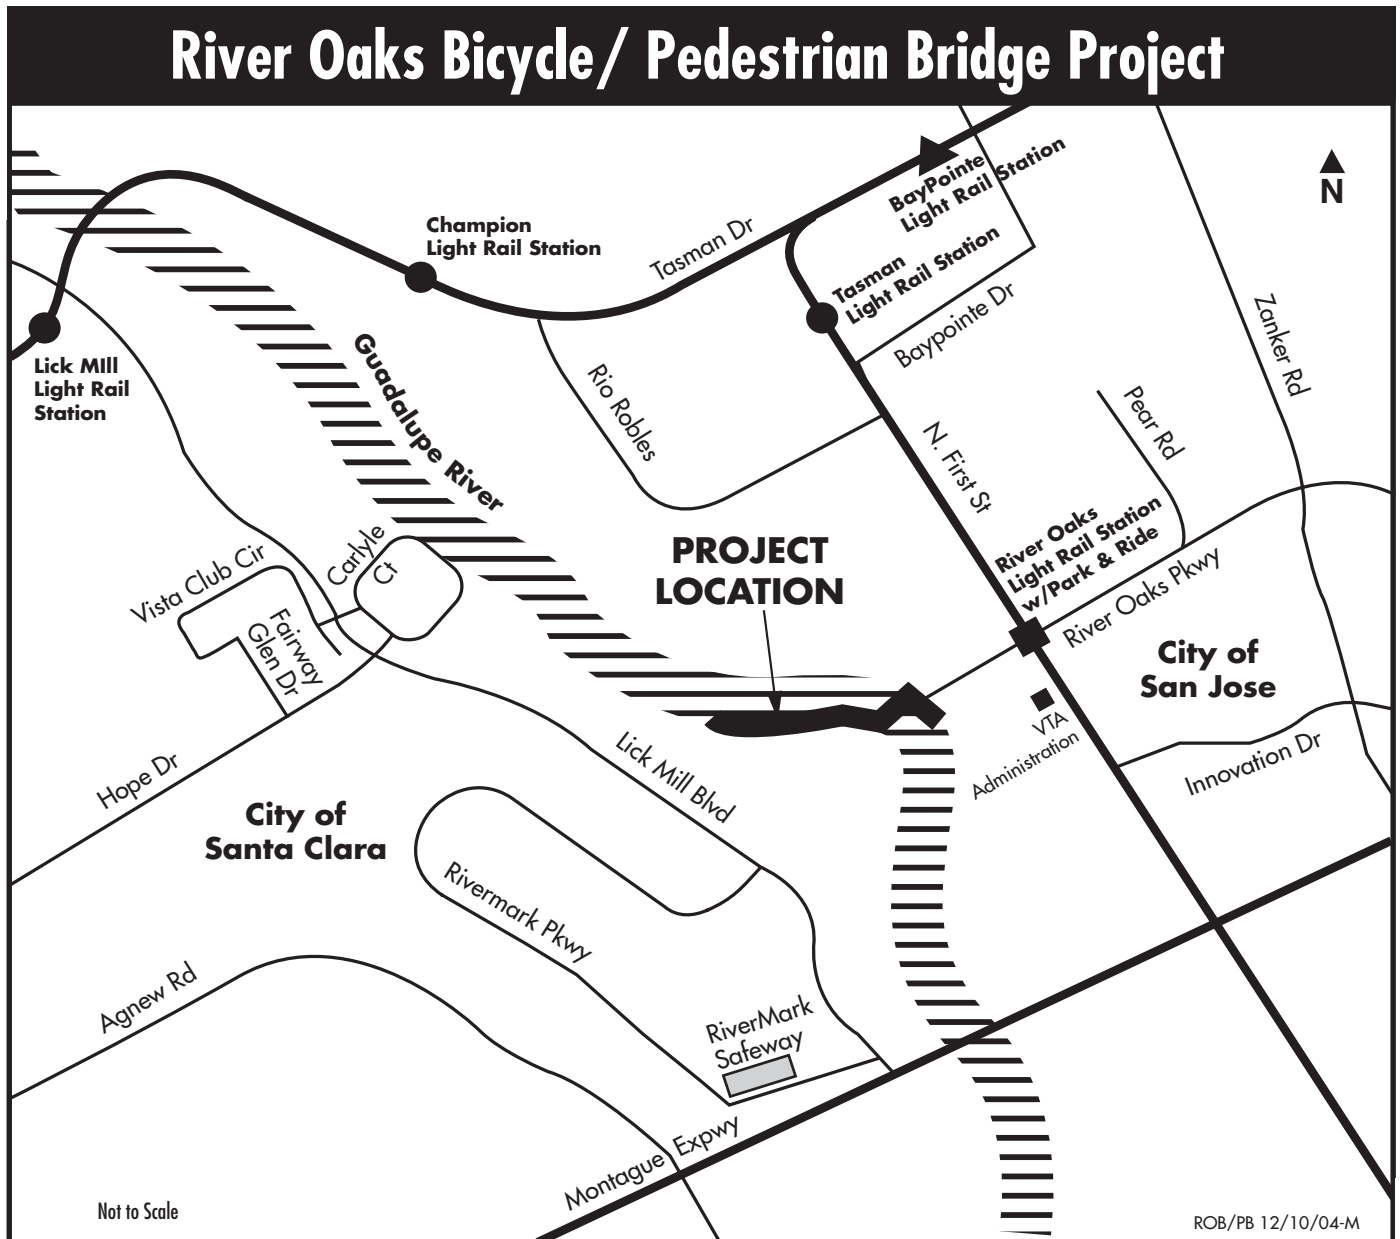 River Oaks Bicycle/ Pedestrian Bridge Project
N
BayPointe
Light Rail Station
Champion
Light Rail Station
Tasman Dr
Tasman
Light Rail Station
Baypointe Dr
Zanker Rd
Lick MIll
Light Rail
Station
Guadalupe River
Rio Robles
Pear Rd
N. First St
River Oaks
Light Rail Station
w/Park & Ride
River Oaks Pkwy
PROJECT
LOCATION
Carlyle
Ct
Vista Club Cir
Fairway
Glen Dr
City of
San Jose
VTA
Administration
Innovation Dr
Hope Dr
Lick Mill Blvd
City of
Santa Clara
Rivermark Pkwy
Agnew Rd
RiverMark
Safeway
Montague Expwy
Not to Scale
ROB/PB 12/10/04-M